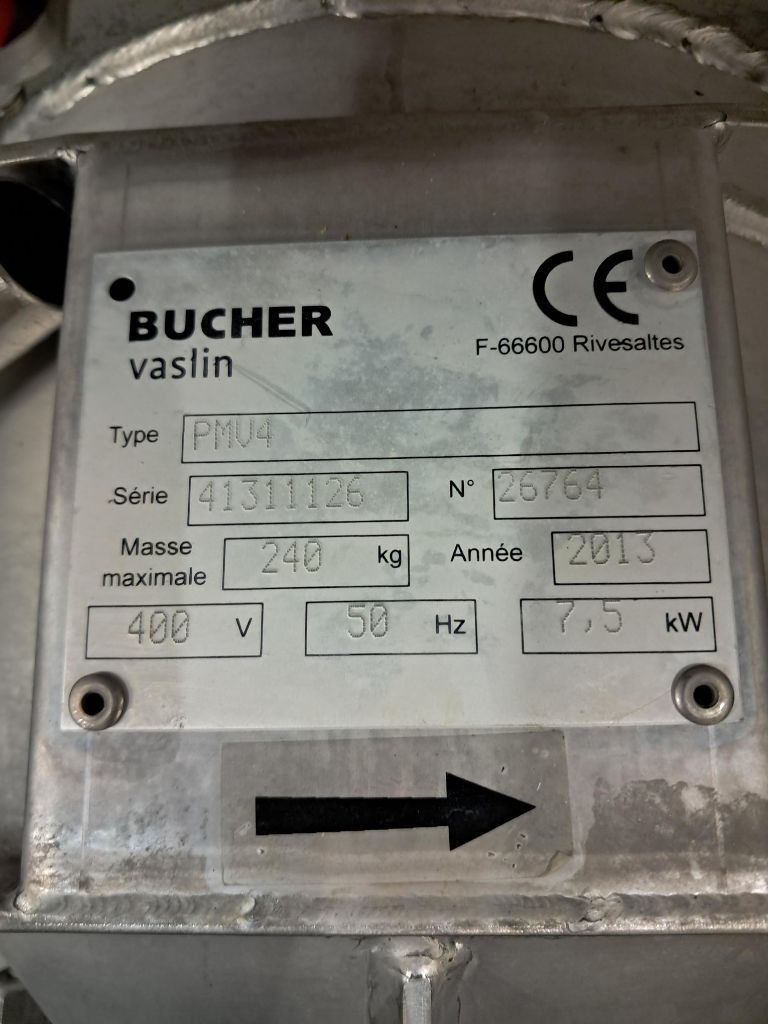 CE
BUCHER
vaslin
F-66600 Rivesaltes
Type PMV4
Série 41311126 N° 26764
Masse maximale 240 kg Année 2013
400 V 50 Hz 7,5 kW